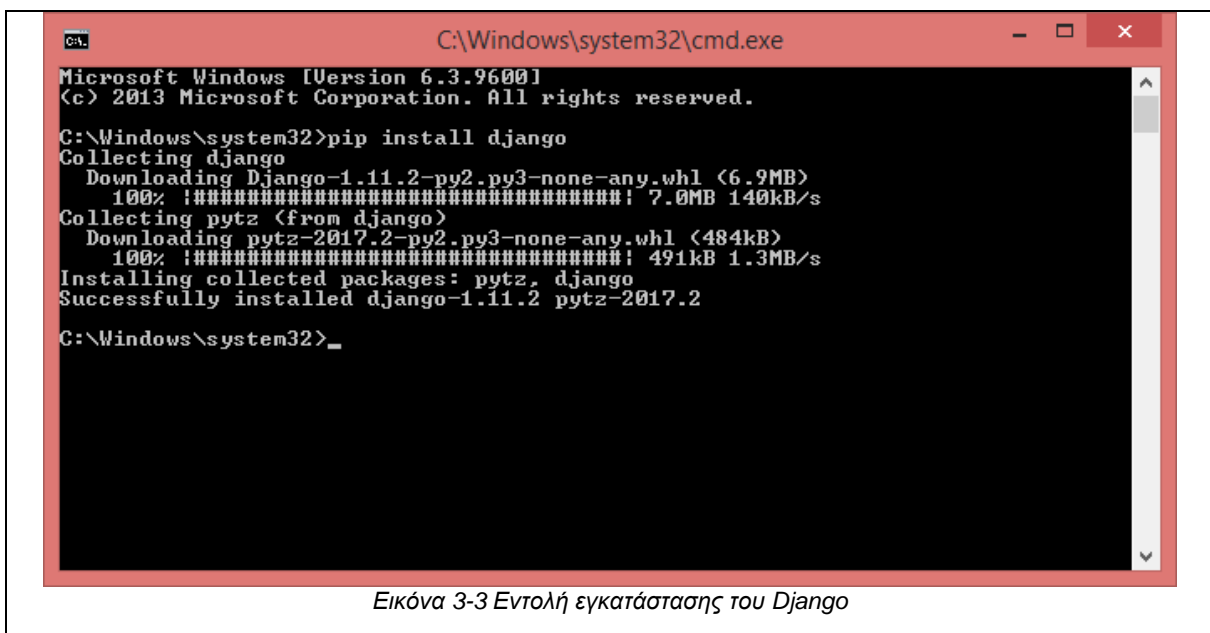 C:\Windows\system32\cmd.exe
Microsoft Windows [Version 6.3.9600]
(c) 2013 Microsoft Corporation. All rights reserved.
C:\Windows\system32>pip install django
Collecting django
Downloading Django-1.11.2-py2.py3-none-any.whl (6.9MB)
100% |################################| 7.0MB 140kB/s
Collecting pytz (from django)
Downloading pytz-2017.2-py2.py3-none-any.whl (484kB)
100% |################################| 491kB 1.3MB/s
Installing collected packages: pytz, django
Successfully installed django-1.11.2 pytz-2017.2
C:\Windows\system32>_
Εικόνα 3-3 Εντολή εγκατάστασης του Django